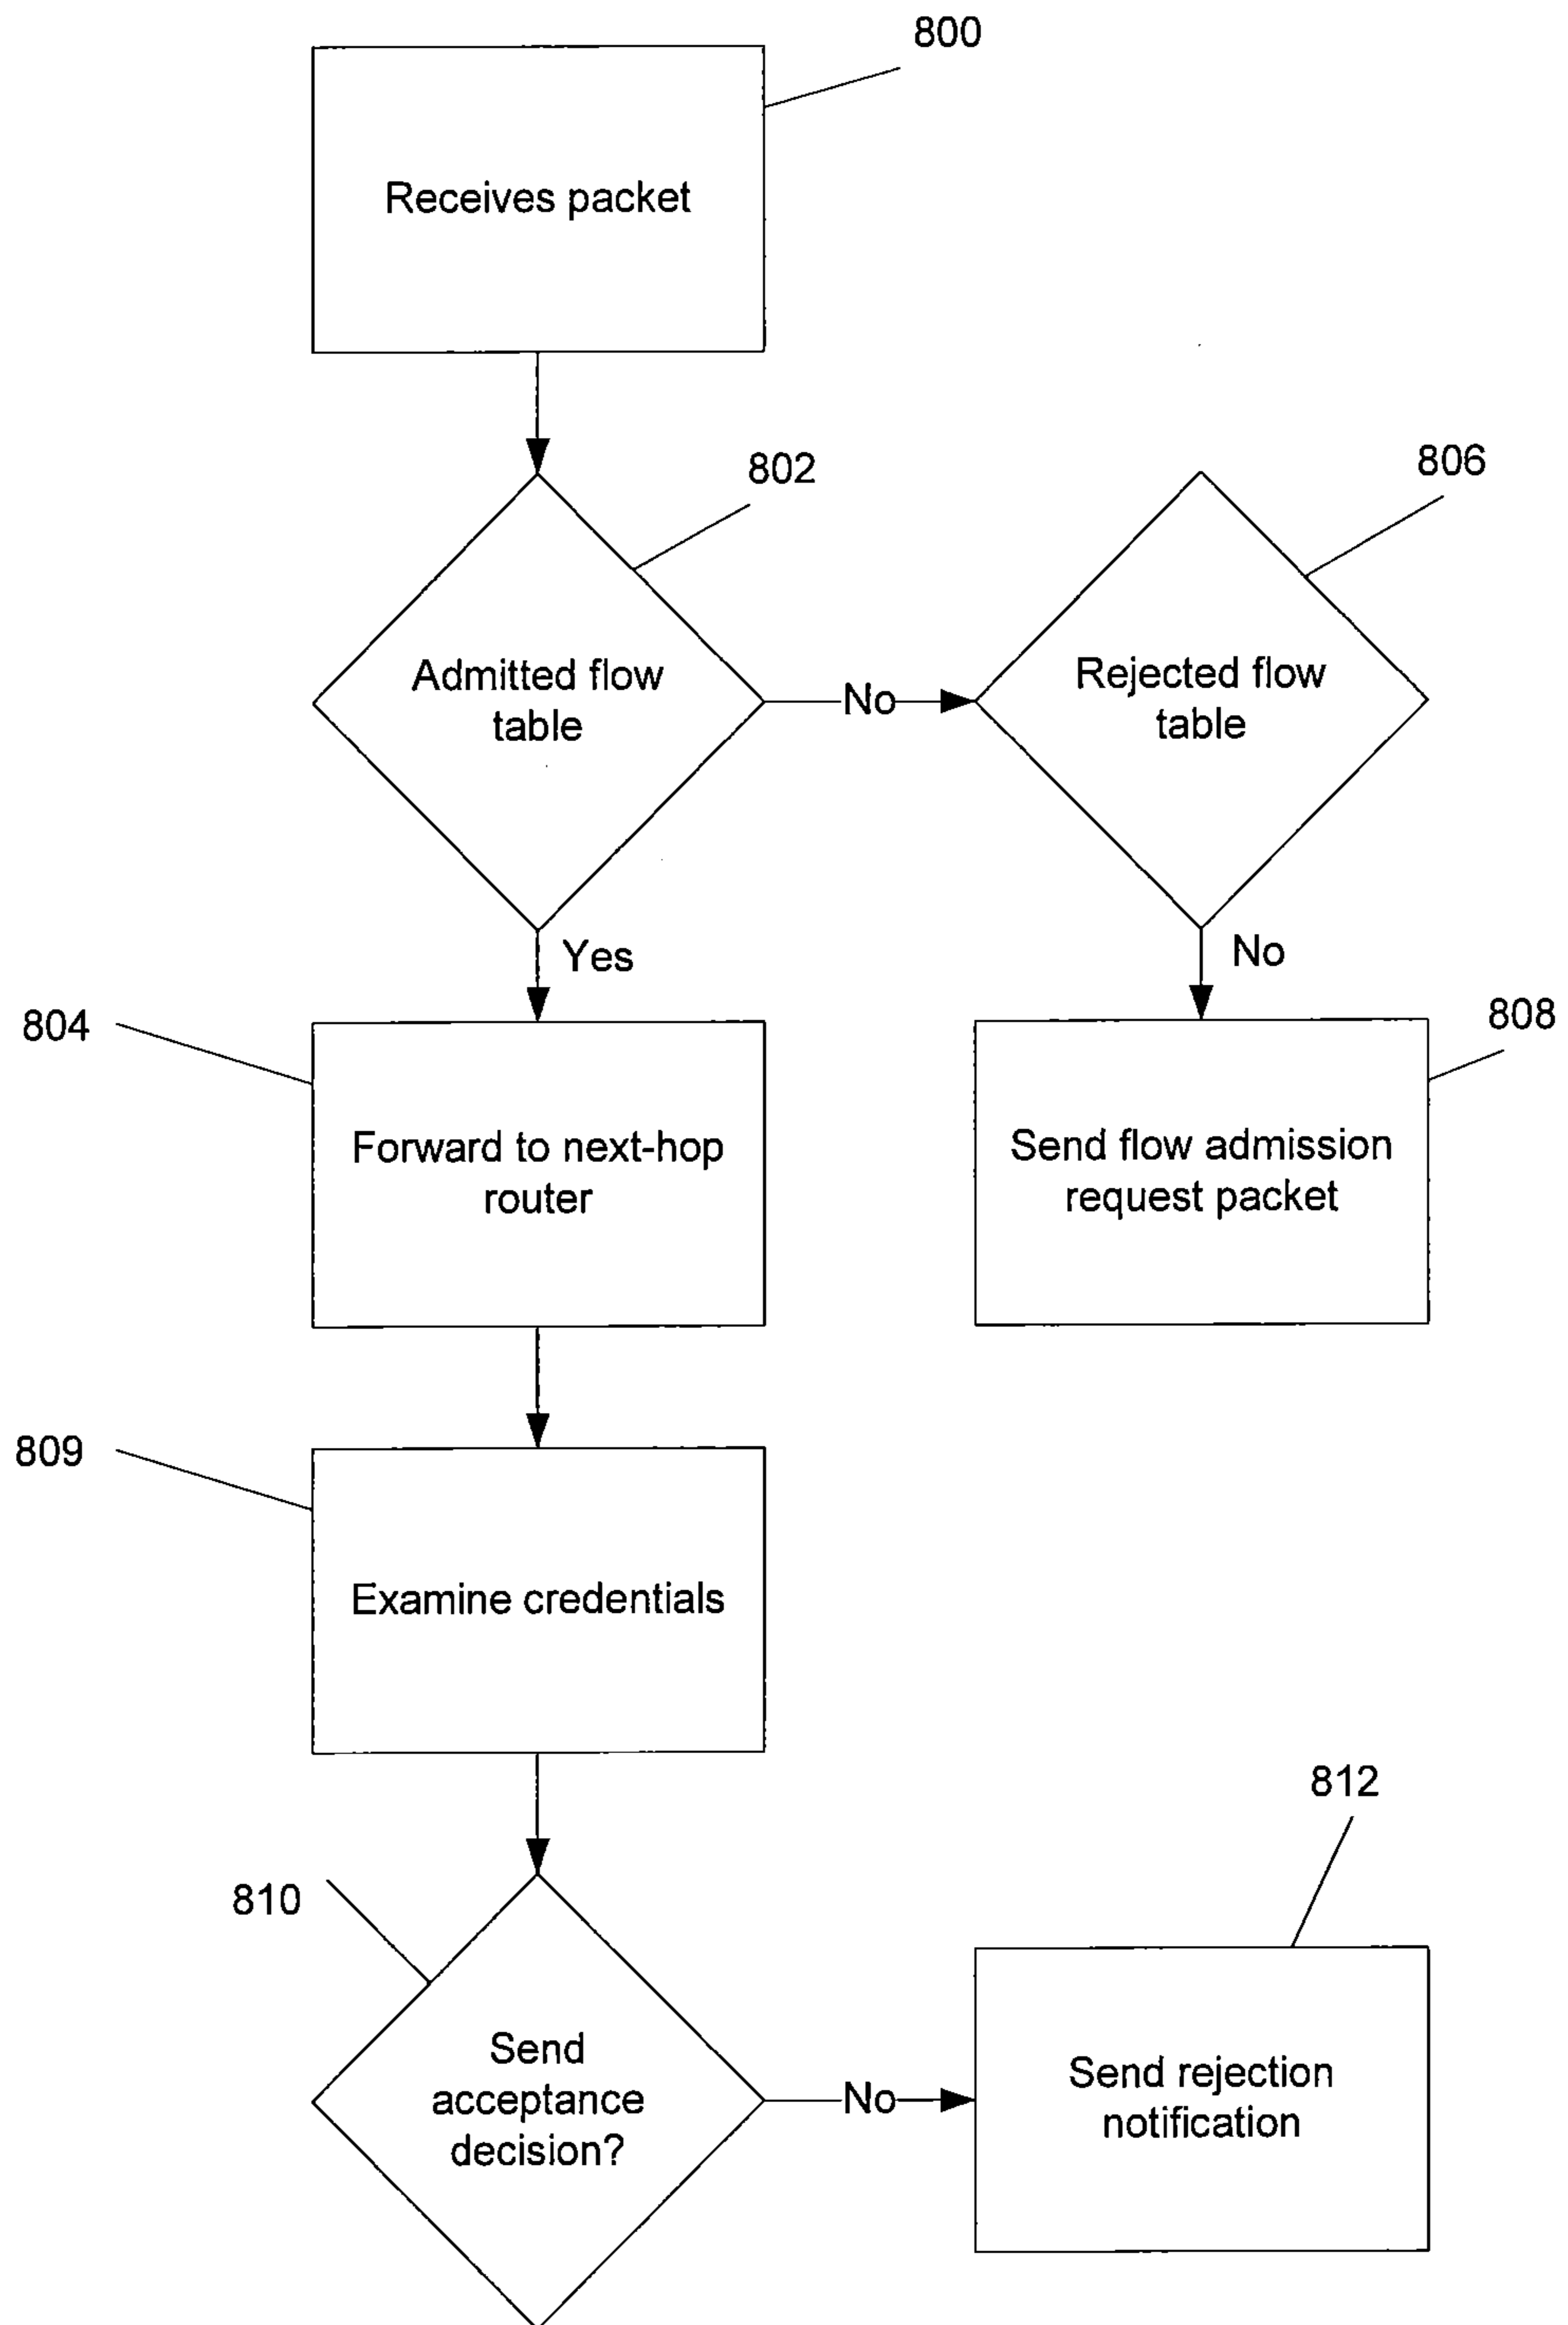 800
Receives packet
802
806
Admitted flow
table
No
Rejected flow
table
Yes
No
804
808
Forward to next-hop
router
Send flow admission
request packet
809
Examine credentials
812
810
Send
acceptance
decision?
No
Send rejection
notification